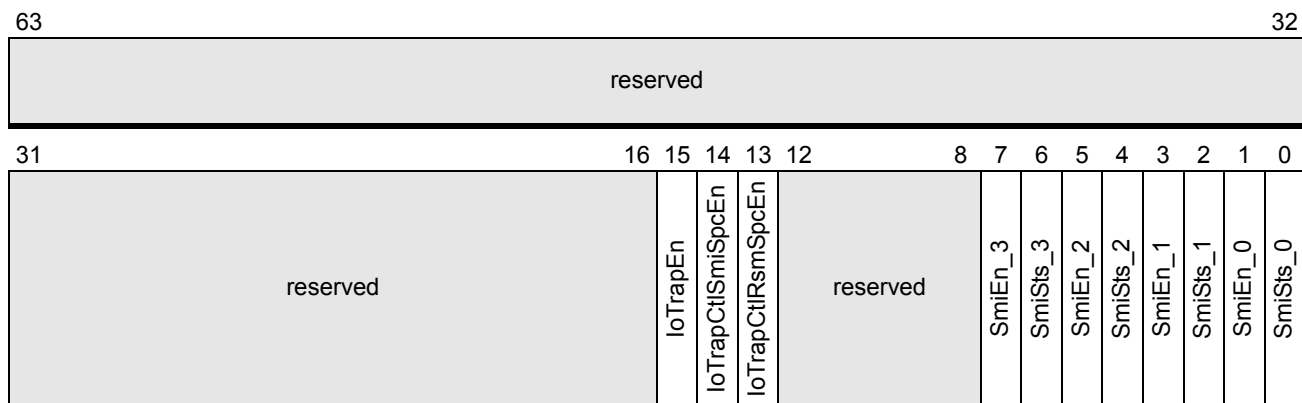 63 32
reserved
31 16 15 14 13 12 8 7 6 5 4 3 2 1 0
reserved
IoTrapEn
IoTrapCtlSmiSpcEn
IoTrapCtlRsmSpcEn
reserved
SmiEn_3
SmiSts_3
SmiEn_2
SmiSts_2
SmiEn_1
SmiSts_1
SmiEn_0
SmiSts_0